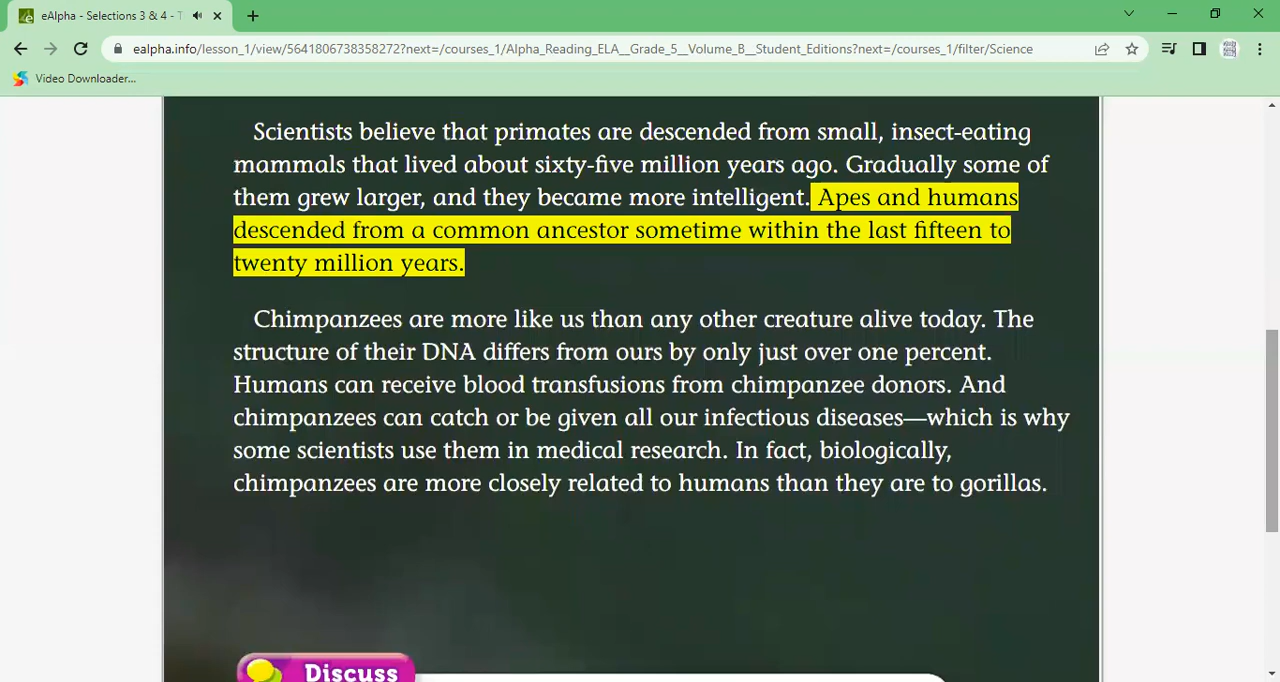 eAlpha - Selections 3 & 4 - T
ealpha.info/lesson_1/view/5641806738358272?next=/courses_1/Alpha_Reading_ELA__Grade_5__Volume_B__Student_Editions?next=/courses_1/filter/Science
Video Downloader...
Scientists believe that primates are descended from small, insect-eating
mammals that lived about sixty-five million years ago. Gradually some of
them grew larger, and they became more intelligent. Apes and humans
descended from a common ancestor sometime within the last fifteen to
twenty million years.
Chimpanzees are more like us than any other creature alive today. The
structure of their DNA differs from ours by only just over one percent.
Humans can receive blood transfusions from chimpanzee donors. And
chimpanzees can catch or be given all our infectious diseases—which is why
some scientists use them in medical research. In fact, biologically,
chimpanzees are more closely related to humans than they are to gorillas.
Discuss